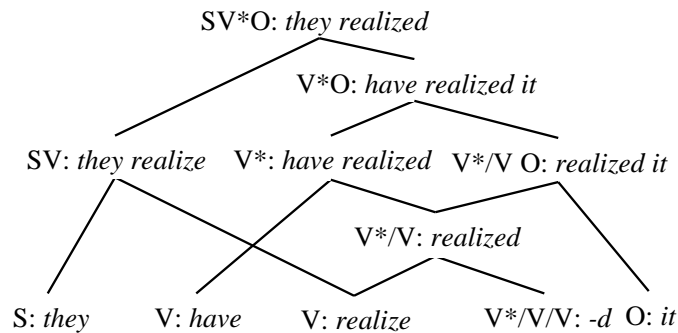 SV*O: they realized
V*O: have realized it
SV: they realize V*: have realized V*/V O: realized it
V*/V: realized
S: they V: have V: realize V*/V/V: -d O: it